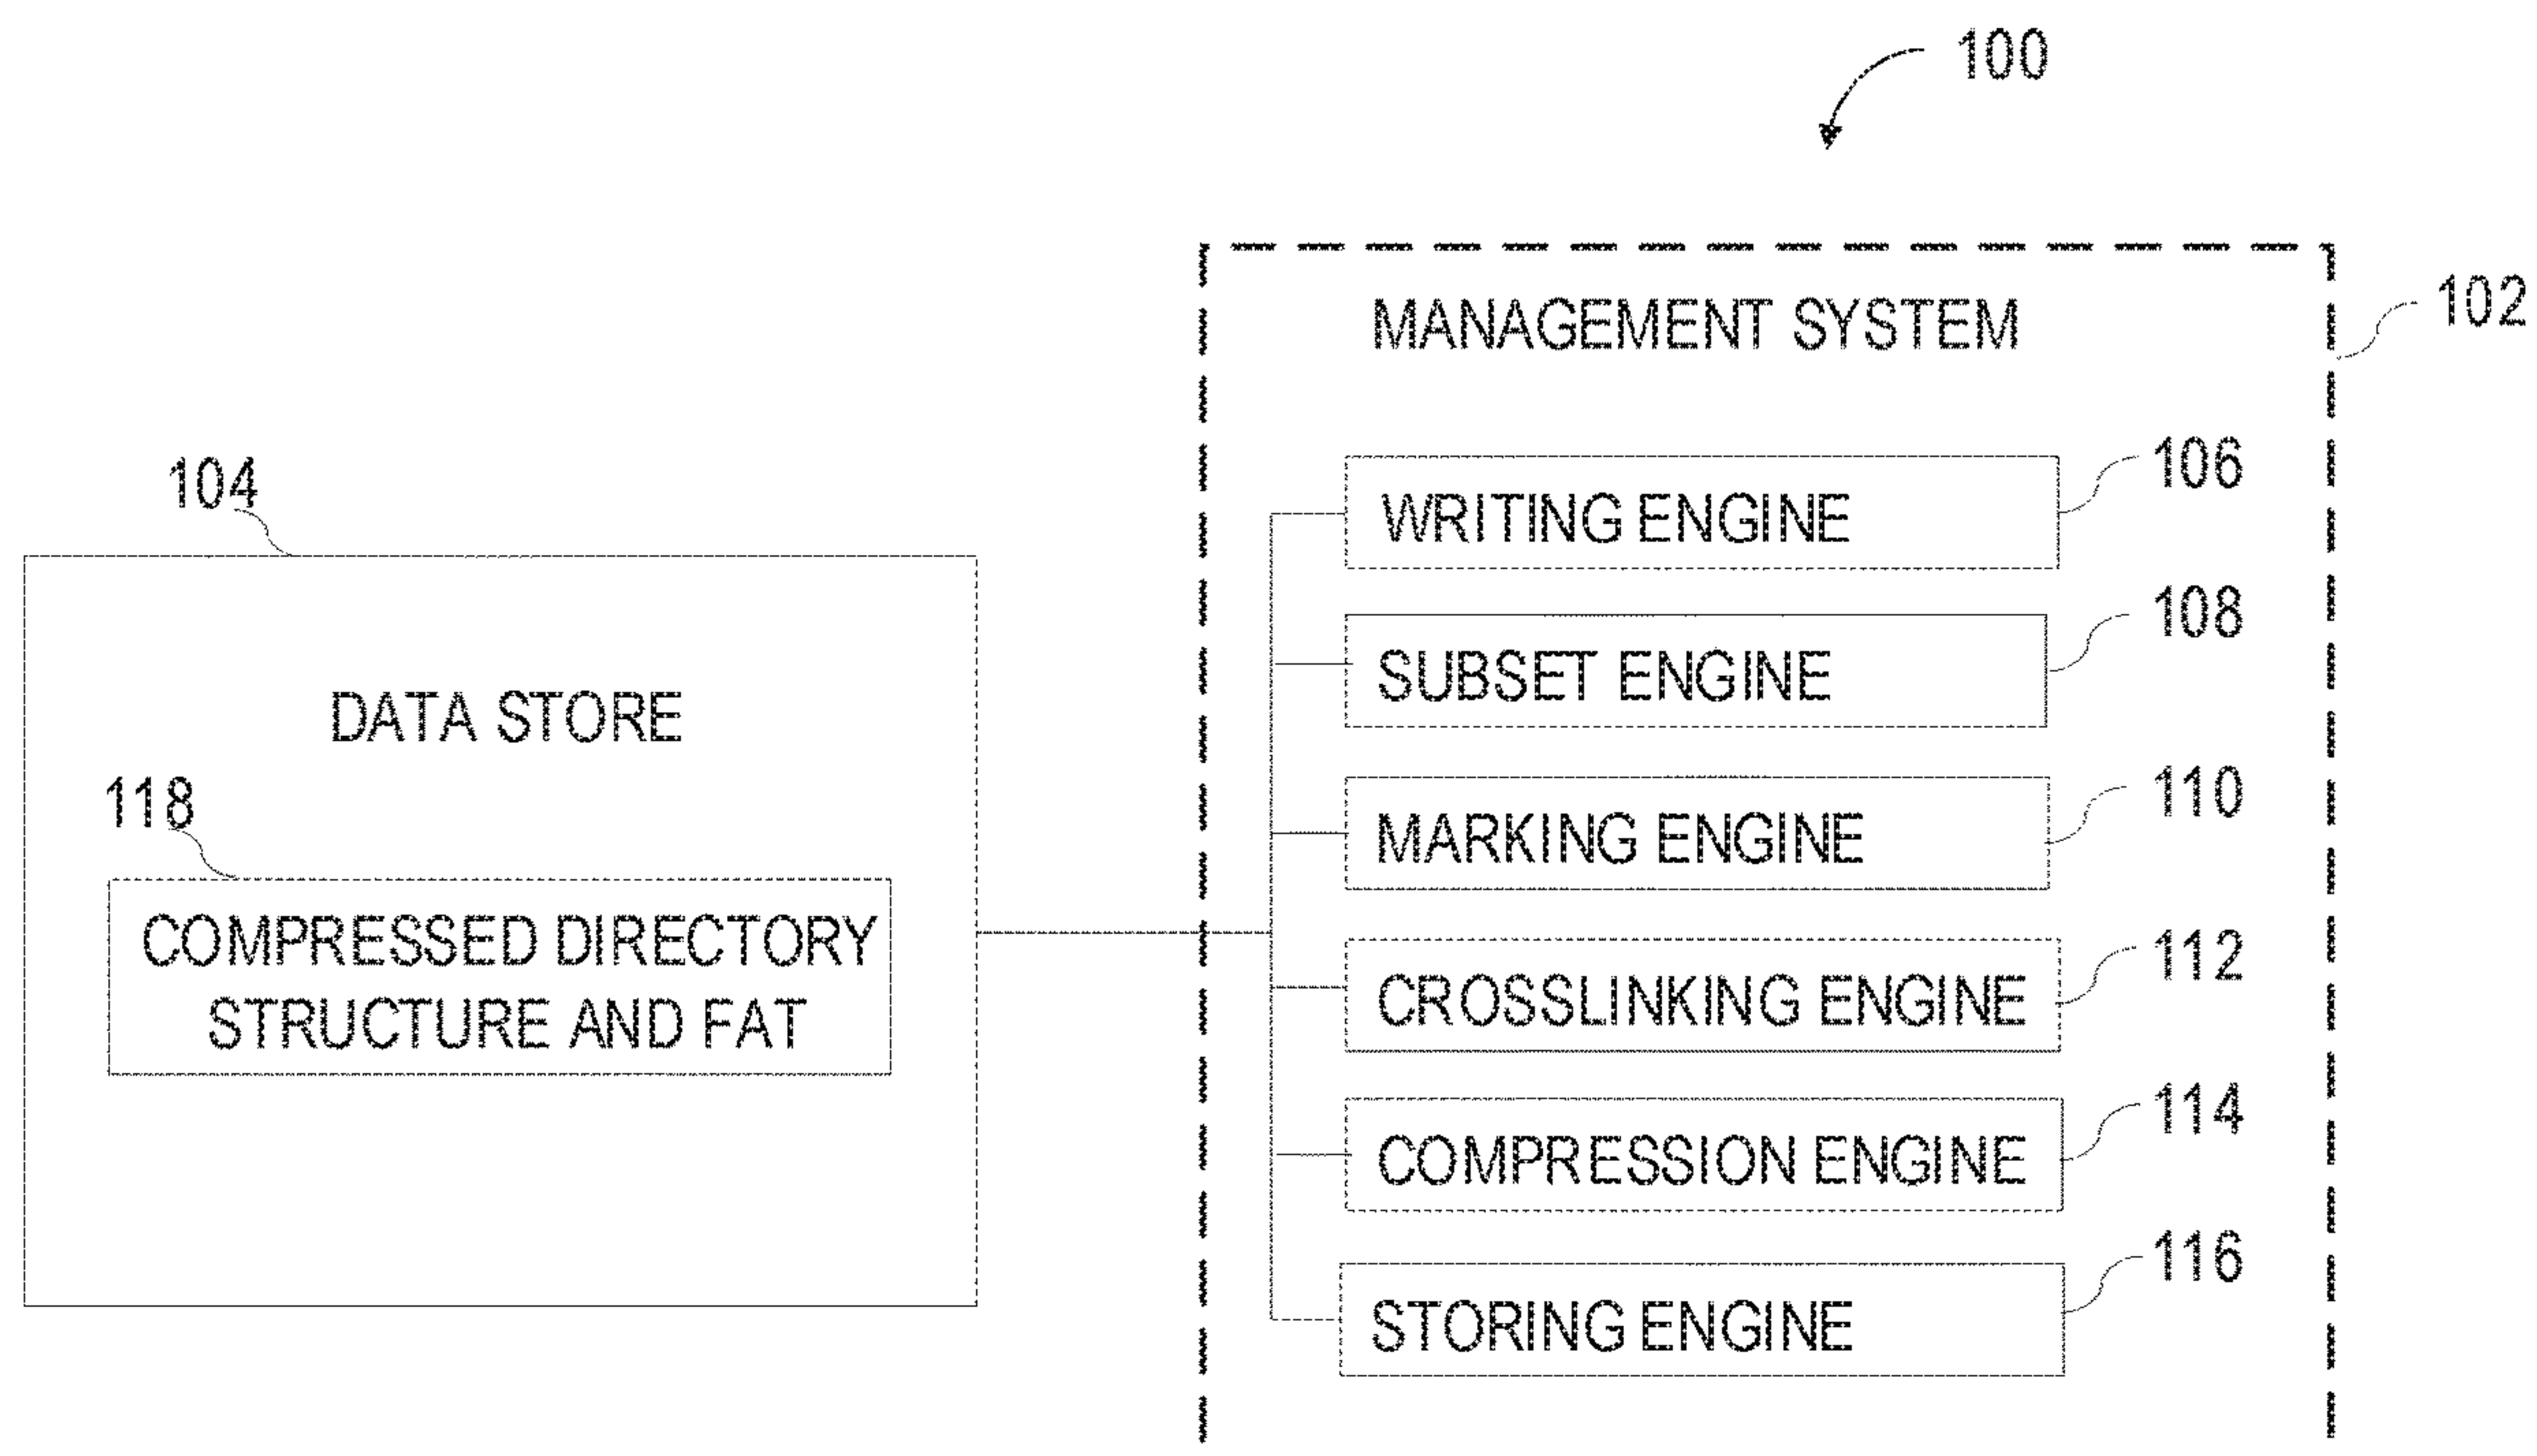 100
MANAGEMENT SYSTEM
102
104
DATA STORE
118
COMPRESSED DIRECTORY
STRUCTURE AND FAT
WRITING ENGINE
106
SUBSET ENGINE
108
MARKING ENGINE
110
CROSSLINKING ENGINE
112
COMPRESSION ENGINE
114
STORING ENGINE
116